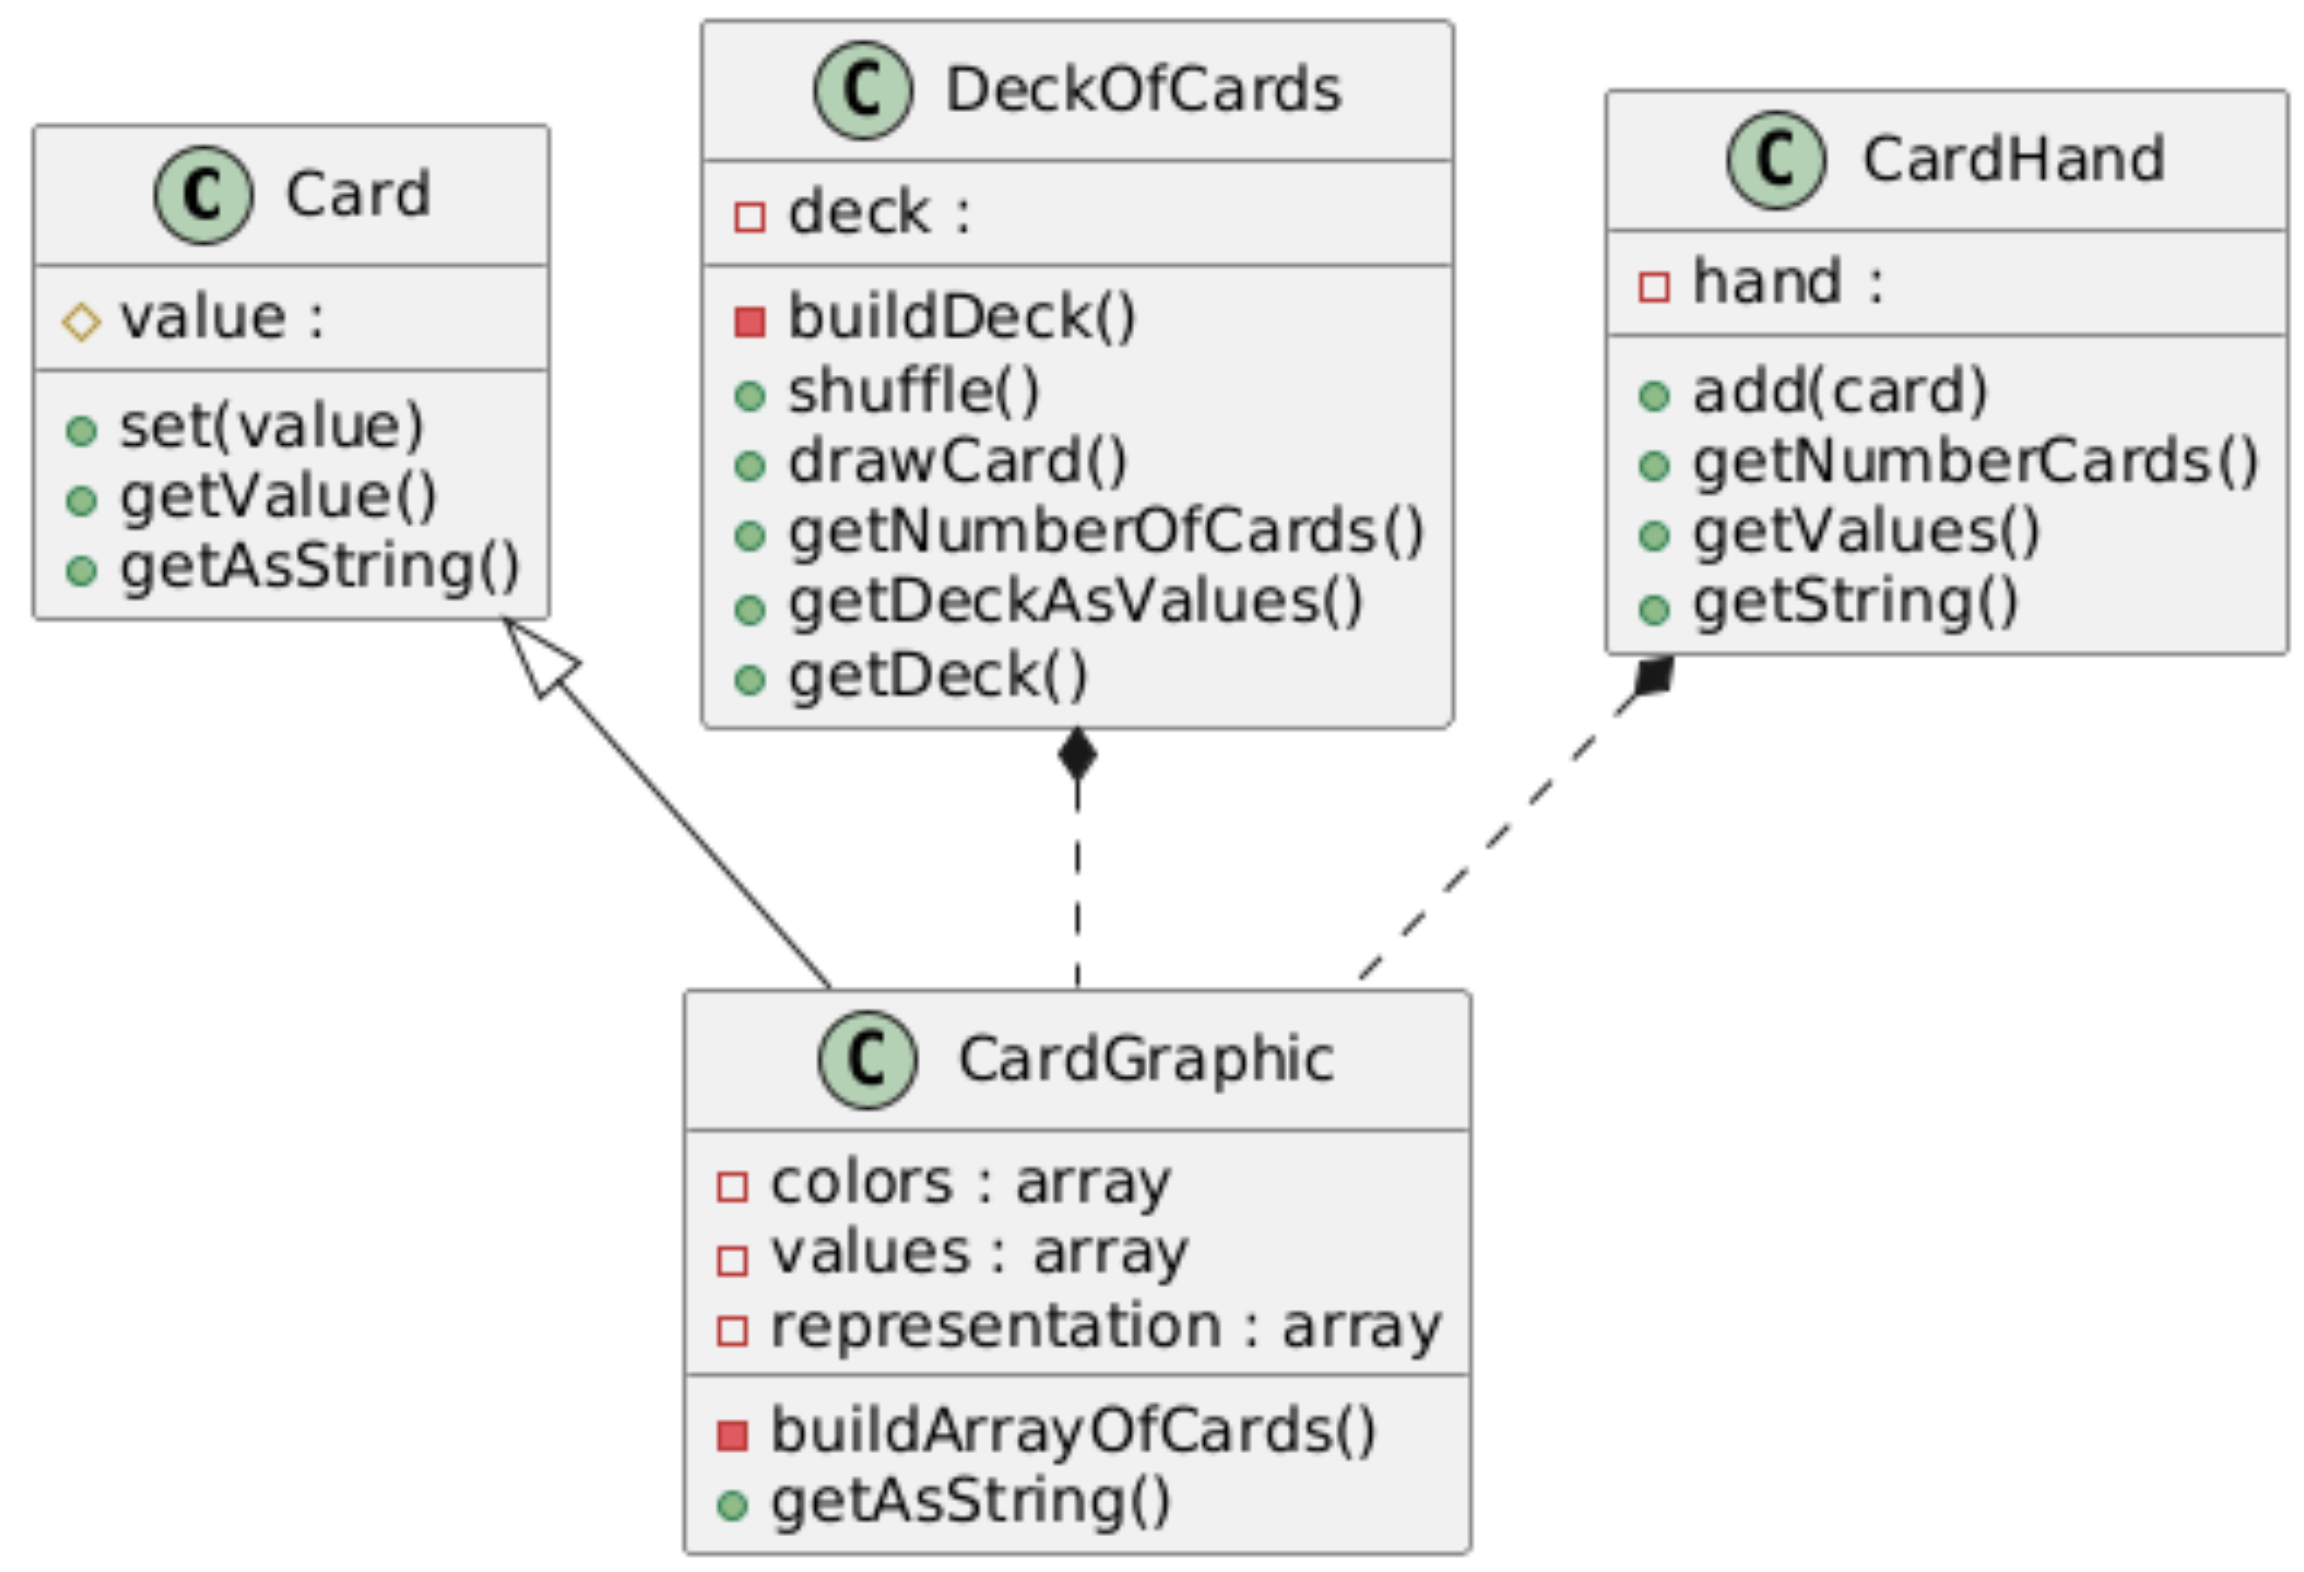 C Card
value :
set(value)
getValue()
getAsString()
C DeckOfCards
deck :
buildDeck()
shuffle()
drawCard()
getNumberOfCards()
getDeckAsValues()
getDeck()
C CardHand
hand :
add(card)
getNumberCards()
getValues()
getString()
C CardGraphic
colors : array
values : array
representation : array
buildArrayOfCards()
getAsString()